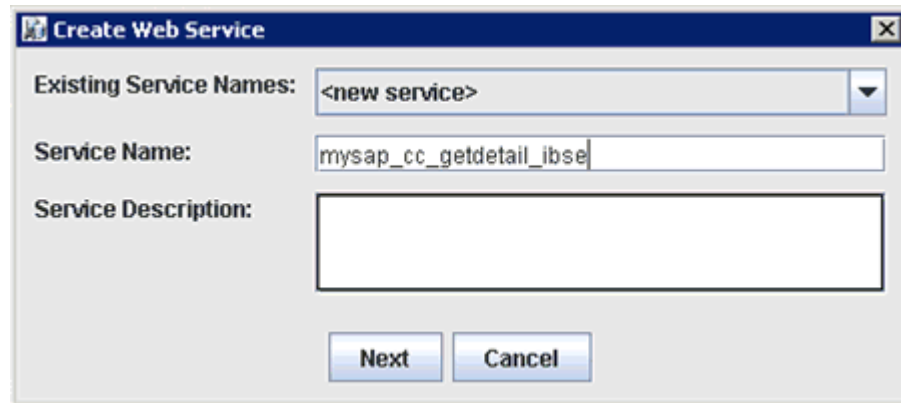 Create Web Service
Existing Service Names: <new service>
Service Name: mysap_cc_getdetail_ibse
Service Description:
Next Cancel